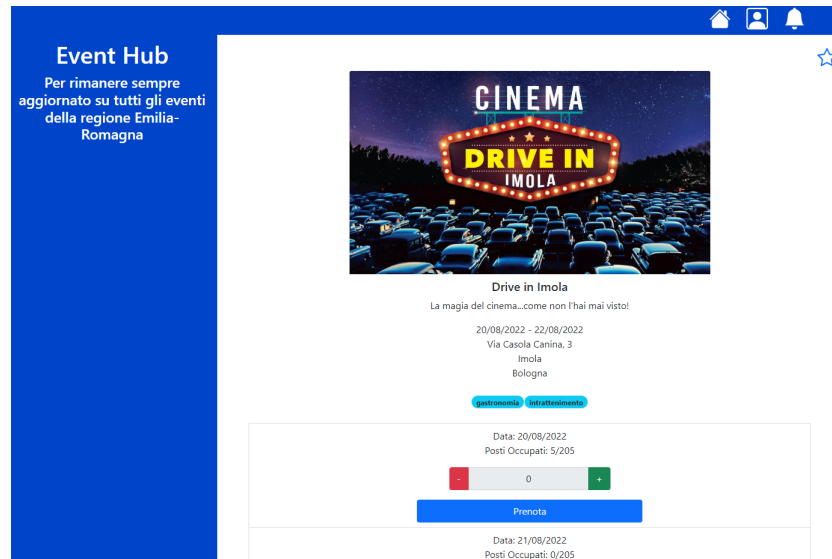 Event Hub
Per rimanere sempre
aggiornato su tutti gli eventi
della regione Emilia-
Romagna
CINEMA
DRIVE IN
IMOLA
Drive in Imola
La magia del cinema...come non l'hai mai visto!
20/08/2022 - 22/08/2022
Via Casola Canina, 3
Imola
Bologna
gastronomia intrattenimento
Data: 20/08/2022
Posti Occupati: 5/205
- 0 +
Prenota
Data: 21/08/2022
Posti Occupati: 0/205